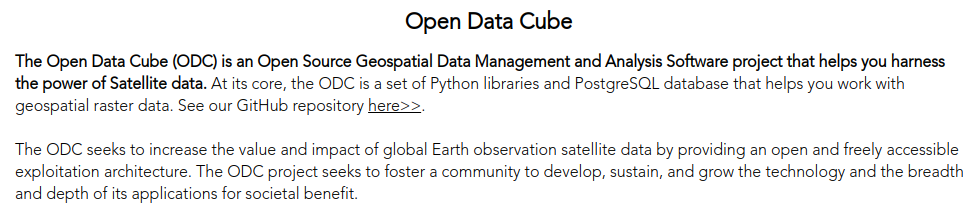 Open Data Cube
The Open Data Cube (ODC) is an Open Source Geospatial Data Management and Analysis Software project that helps you harness
the power of Satellite data. At its core, the ODC is a set of Python libraries and PostgreSQL database that helps you work with
geospatial raster data. See our GitHub repository here>>.
The ODC seeks to increase the value and impact of global Earth observation satellite data by providing an open and freely accessible
exploitation architecture. The ODC project seeks to foster a community to develop, sustain, and grow the technology and the breadth
and depth of its applications for societal benefit.